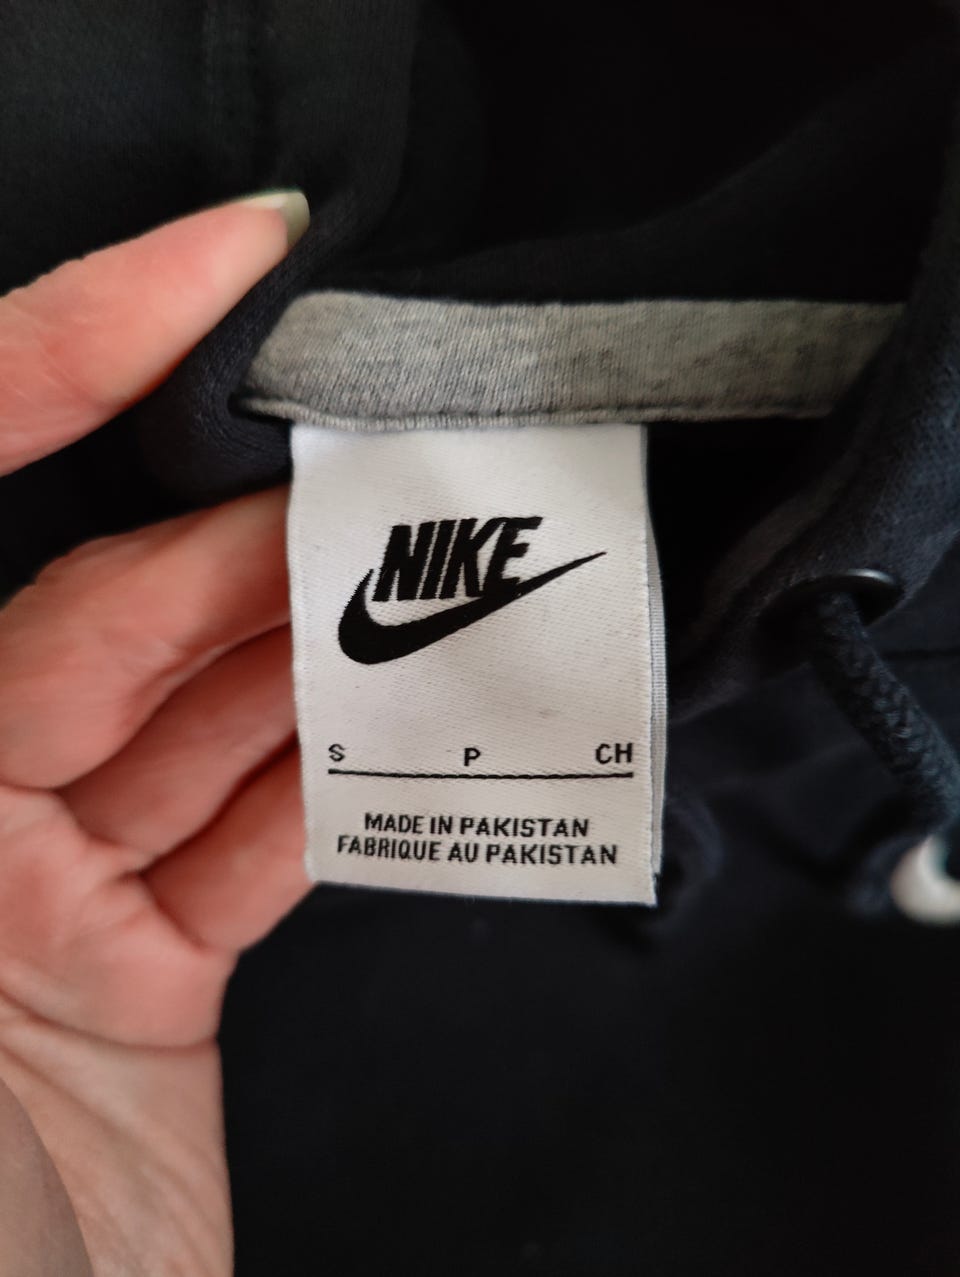 NIKE
S P CH
MADE IN PAKISTAN
FABRIQUE AU PAKISTAN